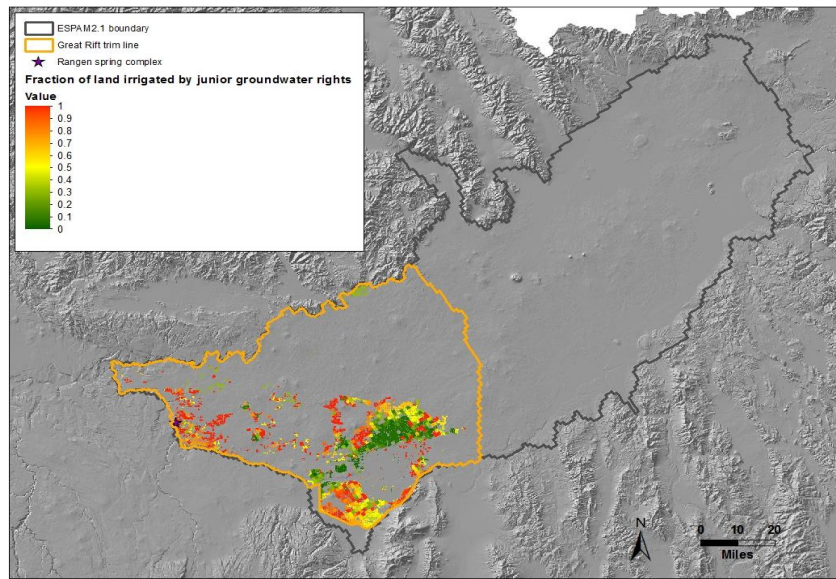 ESPAM2.1 boundary
Great Rift trim line
Rangen spring complex
Fraction of land irrigated by junior groundwater rights
Value
1
0.9
0.8
0.7
0.6
0.5
0.4
0.3
0.2
0.1
0
N
0 10 20
Miles